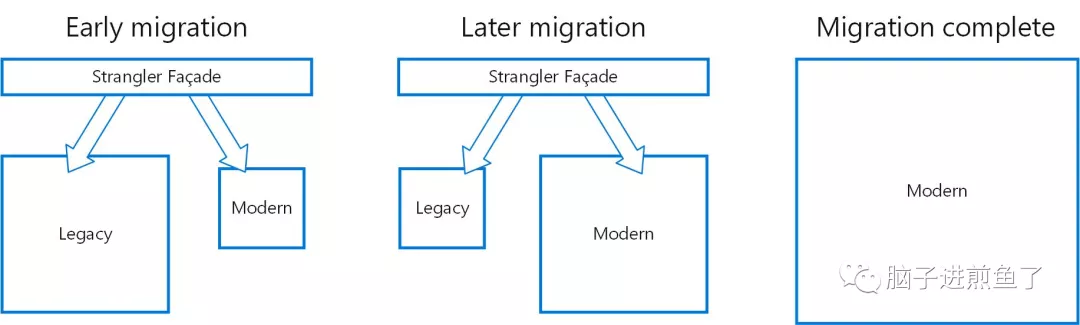 Early migration
Strangler Façade
Legacy
Modern
Later migration
Strangler Façade
Legacy
Modern
Migration complete
Modern
脑子进煎鱼了